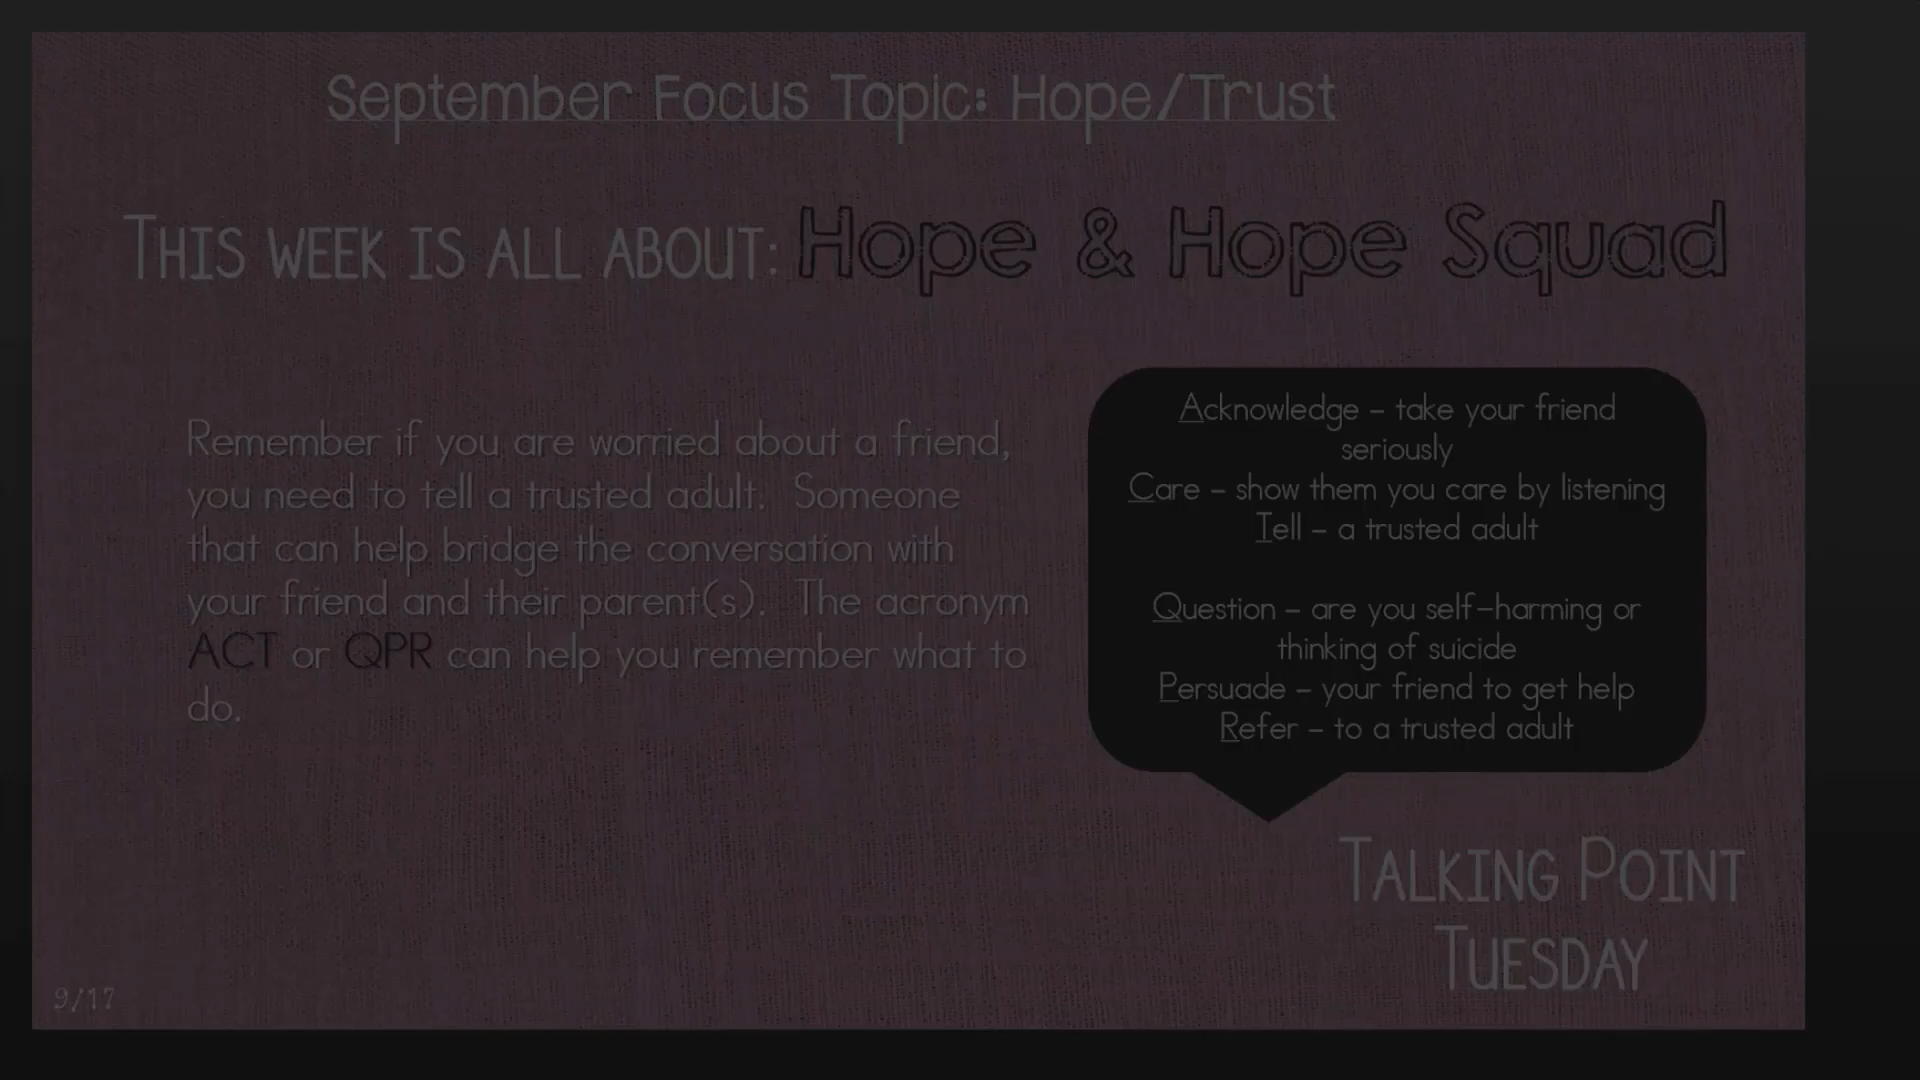 September Focus Topic: Hope/Trust
THIS WEEK IS ALL ABOUT: Hope & Hope Squad
Remember if you are worried about a friend,
you need to tell a trusted adult. Someone
that can help bridge the conversation with
your friend and their parent(s). The acronym
ACT or QPR can help you remember what to
do.
Acknowledge - take your friend
seriously
Care - show them you care by listening
Tell - a trusted adult
Question - are you self-harming or
thinking of suicide
Persuade - your friend to get help
Refer - to a trusted adult
TALKING POINT
TUESDAY
9/17